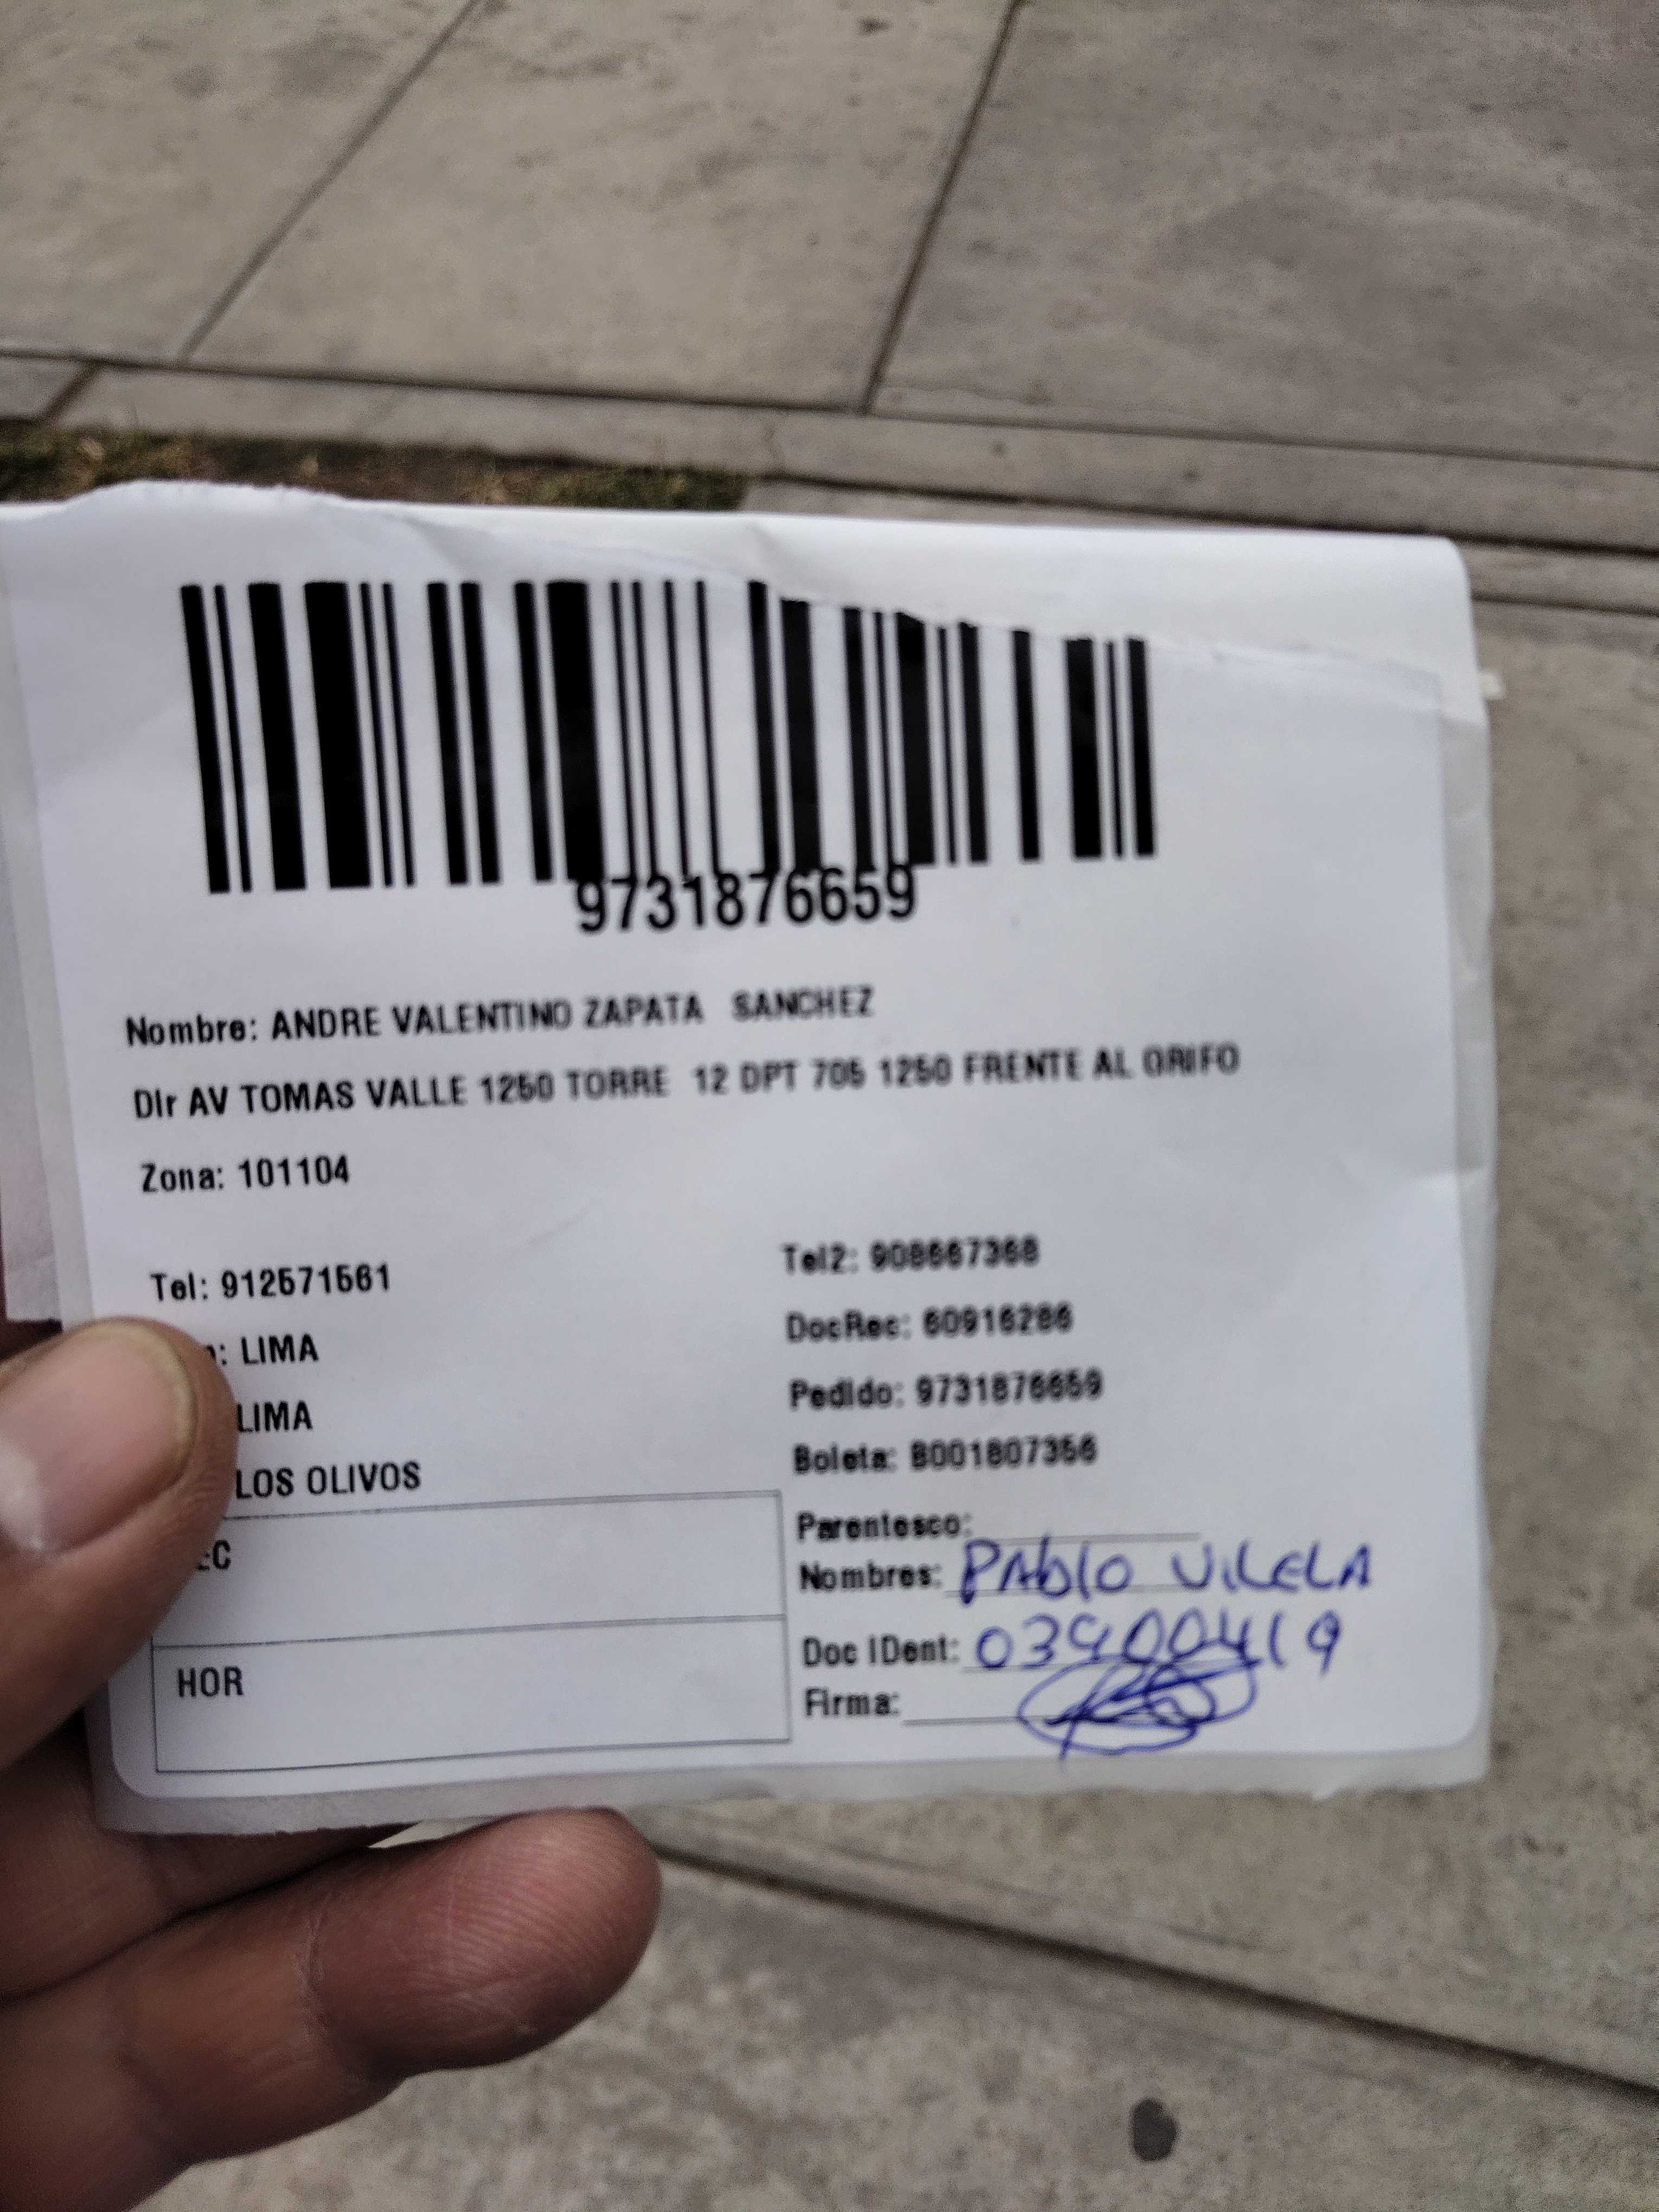 9731876659
Nombre: ANDRE VALENTINO ZAPATA SANCHEZ
Dir AV TOMAS VALLE 1250 TORRE 12 DPT 705 1250 FRENTE AL GRIFO
Zona: 101104
Tel: 912571561 Tel2: 908667368
: LIMA DocRec: 60916286
LIMA Pedido: 9731876659
LOS OLIVOS Boleta: B001807356
EC Parentesco:
Nombres: PAblo ViLELA
HOR Doc IDent: 03900419
Firma: